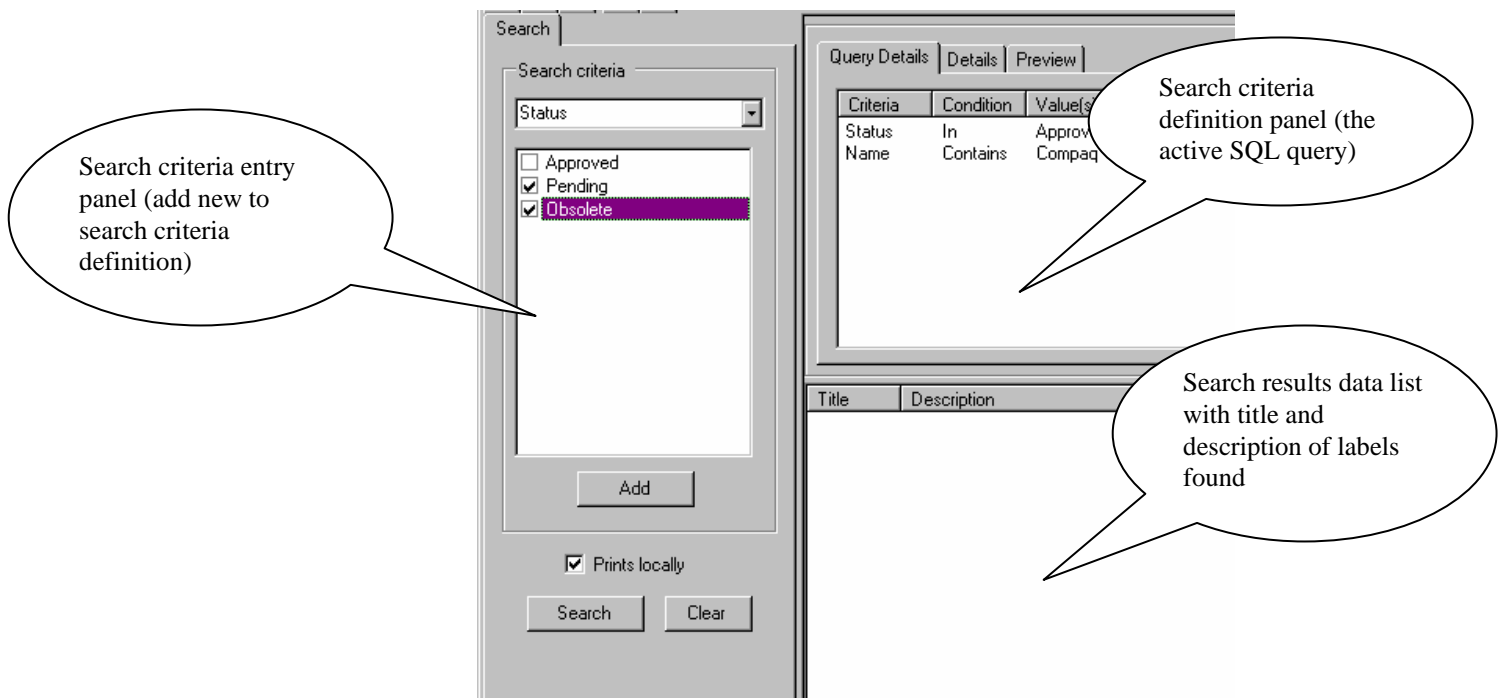 Search
Search criteria
Status
Approved
Pending
Obsolete
Add
Prints locally
Search Clear
Query Details Details Preview
Criteria Condition
Status In
Name Contains Compaq
Title Description
Search criteria entry
panel (add new to
search criteria
definition)
Search criteria
definition panel (the
active SQL query)
Search results data list
with title and
description of labels
found